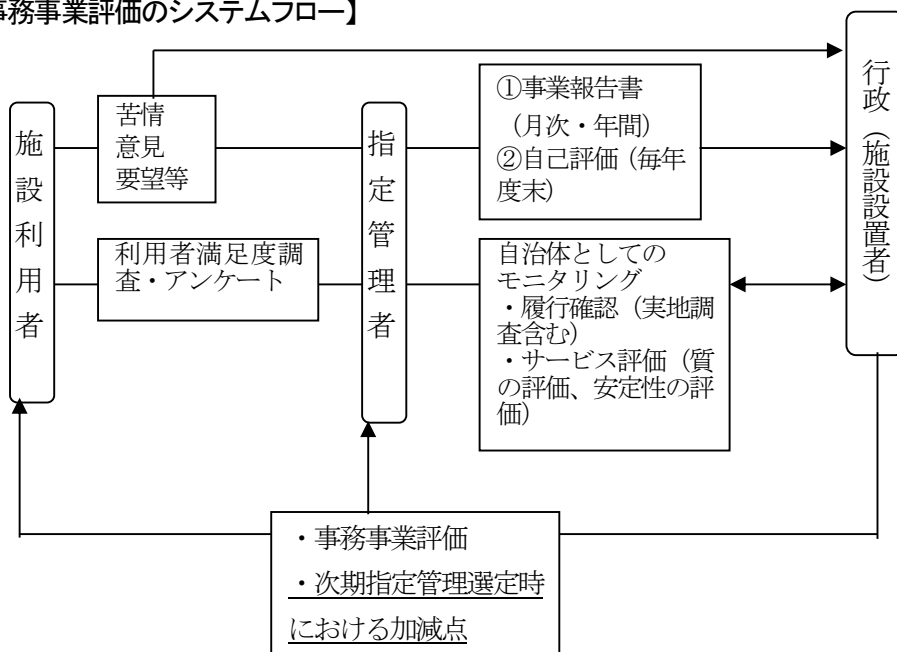 事務事業評価のシステムフロー】
施設利用者
苦情
意見
要望等
利用者満足度調
査・アンケート
指定管理者
①事業報告書
（月次・年間）
②自己評価（毎年
度末）
自治体としての
モニタリング
・履行確認（実地調
査含む）
・サービス評価（質
の評価、安定性の評
価）
行政（施設設置者）
・事務事業評価
・次期指定管理選定時
における加減点